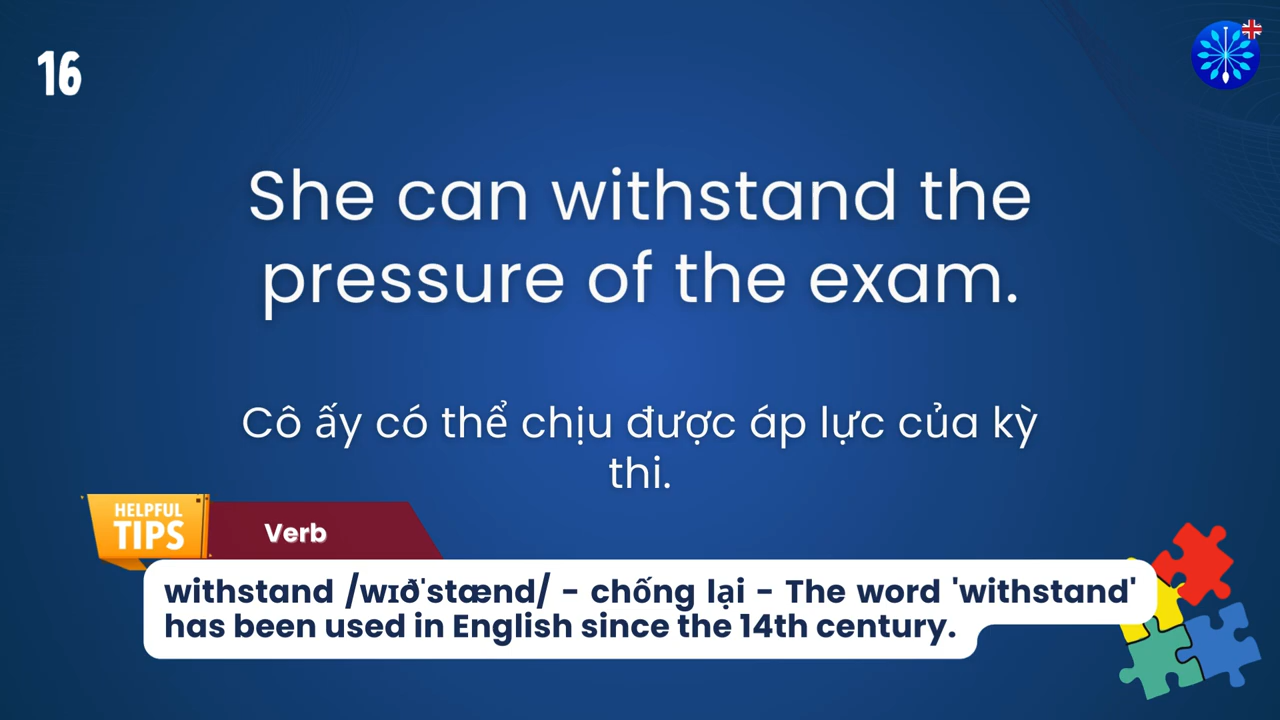 16
She can withstand the
pressure of the exam.
Cô ấy có thể chịu được áp lực của kỳ
thi.
HELPFUL
TIPS
Verb
withstand /wɪðˈstænd/ - chống lại - The word 'withstand'
has been used in English since the 14th century.